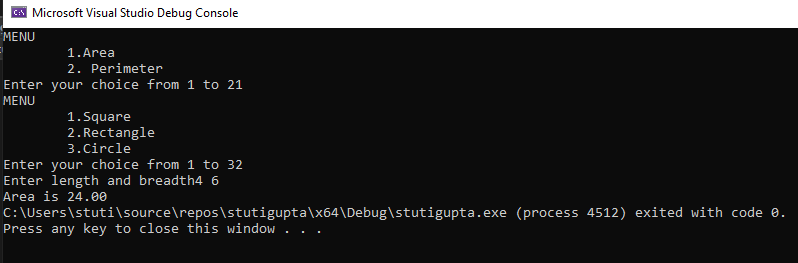 Microsoft Visual Studio Debug Console
MENU
1.Area
2. Perimeter
Enter your choice from 1 to 21
MENU
1.Square
2.Rectangle
3.Circle
Enter your choice from 1 to 32
Enter length and breadth4 6
Area is 24.00
C:\Users\stuti\source\repos\stutigupta\x64\Debug\stutigupta.exe (process 4512) exited with code 0.
Press any key to close this window . . .